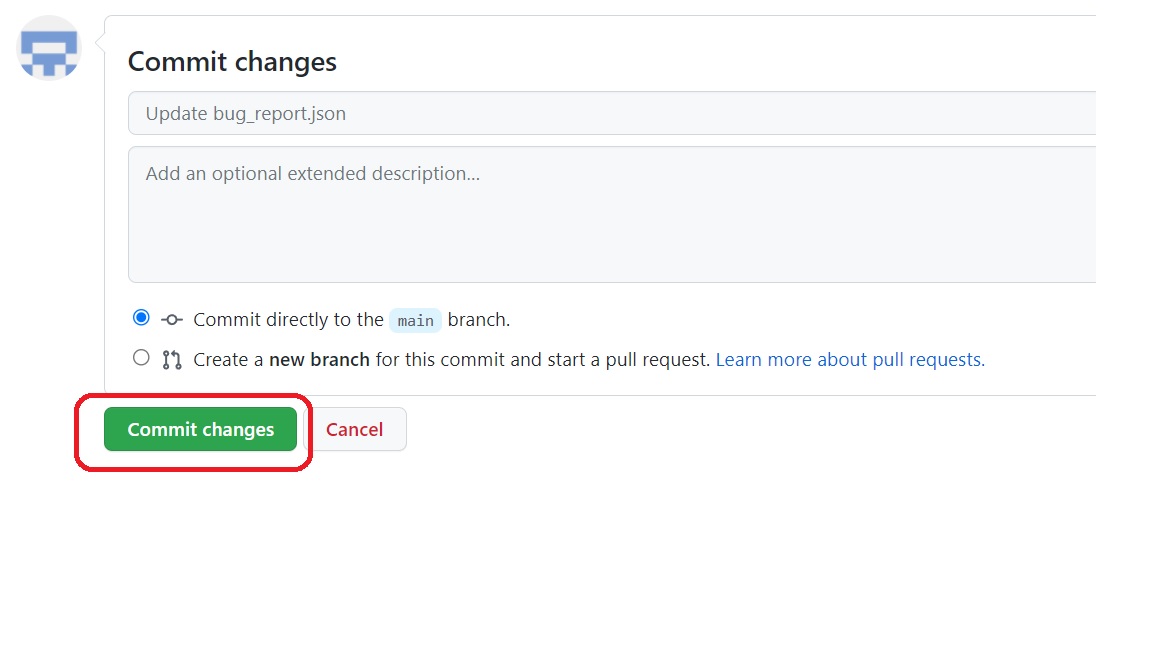 Commit changes
Update bug_report.json
Add an optional extended description...
Commit directly to the main branch.
Create a new branch for this commit and start a pull request. Learn more about pull requests.
Commit changes Cancel